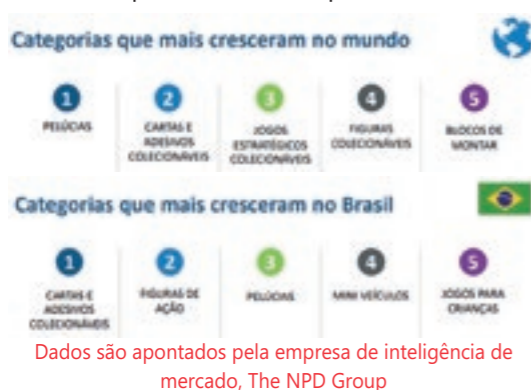 Categorias que mais cresceram no mundo
1 2 3 4 5
PELÚCIAS
CARTAS E
ADESIVOS
COLECIONÁVEIS
JOGOS
ESTRATÉGICOS
COLECIONÁVEIS
FIGURAS
COLECIONÁVEIS
BLOCOS DE
MONTAR
Categorias que mais cresceram no Brasil
1 2 3 4 5
CARTAS E
ADESIVOS
COLECIONÁVEIS
FIGURAS DE
AÇÃO
PELÚCIAS
MINI VEÍCULOS
JOGOS PARA
CRIANÇAS
Dados são apontados pela empresa de inteligência de
mercado, The NPD Group